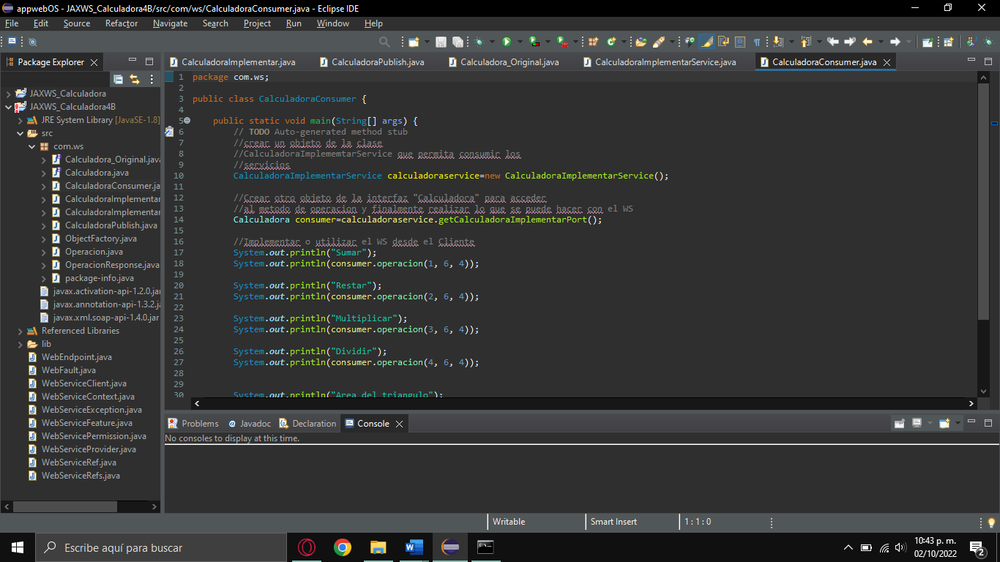 appwebOS - JAXWS_Calculadora4B/src/com/ws/CalculadoraConsumer.java - Eclipse IDE
File Edit Source Refactor Navigate Search Project Run Window Help
Package Explorer
JAXWS_Calculadora
JAXWS_Calculadora4B
JRE System Library [JavaSE-1.8]
src
com.ws
Calculadora_Original.java
Calculadora.java
CalculadoraConsumer.ja
CalculadoraImplementar
CalculadoraImplementar
CalculadoraPublish.java
ObjectFactory.java
Operacion.java
OperacionResponse.java
package-info.java
javax.activation-api-1.2.0.jar
javax.annotation-api-1.3.2.j
javax.xml.soap-api-1.4.0.jar
Referenced Libraries
lib
WebEndpoint.java
WebFault.java
WebServiceClient.java
WebServiceContext.java
WebServiceException.java
WebServiceFeature.java
WebServicePermission.java
WebServiceProvider.java
WebServiceRef.java
WebServiceRefs.java
CalculadoraImplementar.java CalculadoraPublish.java Calculadora_Original.java CalculadoraImplementarService.java CalculadoraConsumer.java
1 package com.ws;
2
3 public class CalculadoraConsumer {
4
5 public static void main(String[] args) {
6 // TODO Auto-generated method stub
7 //crear un objeto de la clase
8 //CalculadoraImplememtarService que permita consumir los
9 //servicios
10 CalculadoraImplementarService calculadoraservice=new CalculadoraImplementarService();
11
12 //Crear otro objeto de la interfaz "Calculadora" para acceder
13 //al metodo de operacion y finalmente realizar lo que se puede hacer con el WS
14 Calculadora consumer=calculadoraservice.getCalculadoraImplementarPort();
15
16 //Implementar o utilizar el WS desde el Cliente
17 System.out.println("Sumar");
18 System.out.println(consumer.operacion(1, 6, 4));
19
20 System.out.println("Restar");
21 System.out.println(consumer.operacion(2, 6, 4));
22
23 System.out.println("Multiplicar");
24 System.out.println(consumer.operacion(3, 6, 4));
25
26 System.out.println("Dividir");
27 System.out.println(consumer.operacion(4, 6, 4));
28
29
30 System.out.println("Area del triangulo");
Problems Javadoc Declaration Console
No consoles to display at this time.
Writable Smart Insert 1 : 1 : 0
Escribe aquí para buscar
10:43 p. m.
02/10/2022
2